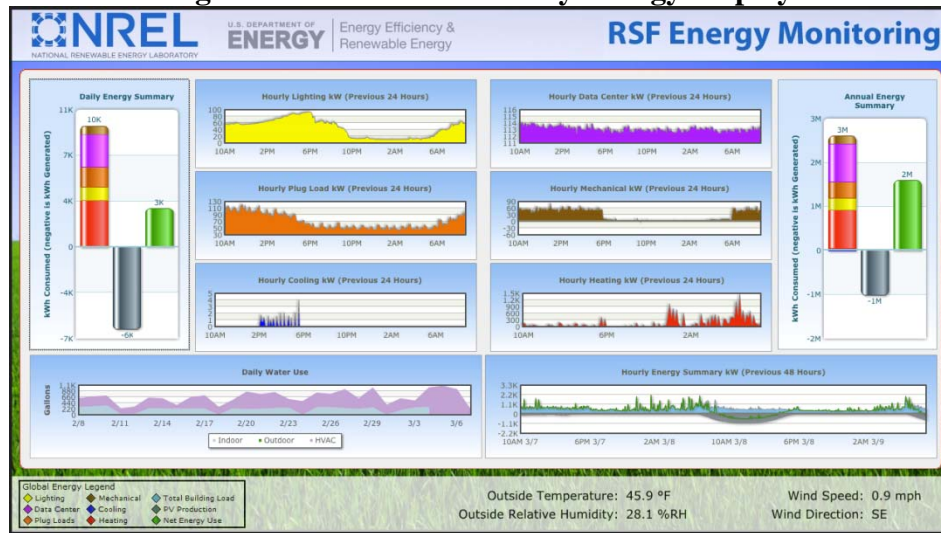 NREL
NATIONAL RENEWABLE ENERGY LABORATORY
U.S. DEPARTMENT OF
ENERGY
Energy Efficiency &
Renewable Energy
RSF Energy Monitoring
Daily Energy Summary
kWh Consumed (negative is kWh Generated)
11K
7K
4K
0
-4K
-7K
10K
3K
-6K
Hourly Lighting kW (Previous 24 Hours)
100
80
60
40
20
0
10AM 2PM 6PM 10PM 2AM 6AM
Hourly Data Center kW (Previous 24 Hours)
116
115
114
113
112
111
10AM 2PM 6PM 10PM 2AM 6AM
Hourly Plug Load kW (Previous 24 Hours)
130
110
90
70
50
30
10AM 2PM 6PM 10PM 2AM 6AM
Hourly Mechanical kW (Previous 24 Hours)
90
60
30
0
-30
-60
10AM 2PM 6PM 10PM 2AM 6AM
Hourly Cooling kW (Previous 24 Hours)
5
4
3
2
1
0
10AM 2PM 6PM 10PM 2AM 6AM
Hourly Heating kW (Previous 24 Hours)
1.5K
1.2K
900
600
300
0
10AM 6PM 2AM
Annual Energy
Summary
kWh Consumed (negative is kWh Generated)
3M
2M
1M
0
-1M
-2M
3M
2M
-1M
Daily Water Use
Gallons
1.1K
880
660
440
220
0
2/8 2/11 2/14 2/17 2/20 2/23 2/26 2/29 3/3 3/6
Indoor Outdoor HVAC
Hourly Energy Summary kW (Previous 48 Hours)
3.3K
2.2K
1.1K
0
-1.1K
-2.2K
10AM 3/7 6PM 3/7 2AM 3/8 10AM 3/8 6PM 3/8 2AM 3/9
Global Energy Legend
Lighting Mechanical Total Building Load
Data Center Cooling PV Production
Plug Loads Heating Net Energy Use
Outside Temperature: 45.9 °F
Outside Relative Humidity: 28.1 %RH
Wind Speed: 0.9 mph
Wind Direction: SE